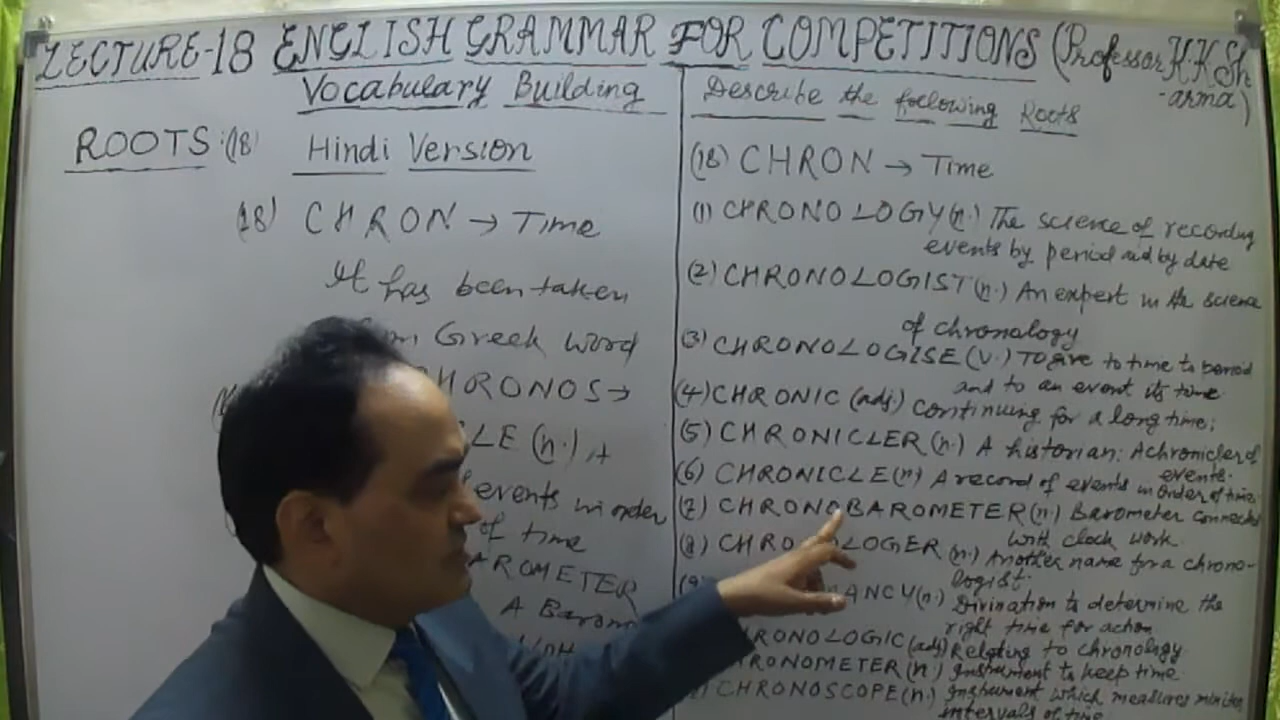 LECTURE-18 ENGLISH GRAMMAR FOR COMPETITIONS (Professor K K Sh
-arma)
Vocabulary Building
ROOTS:(18) Hindi Version
(18) CHRON → Time
It has been taken
Greek word
HRONOS →
LE (n.) A
events in order
of time
AROMETER
A Barom
Describe the following Roots
(18) CHRON → Time
(1) CHRONOLOGY (n.) The science of recording
events by period and by date
(2) CHRONOLOGIST (n.) An expert in the science
of chronalogy
(3) CHRONOLOGISE (V.) To give to time to period
and to an event its time
(4) CHRONIC (adj.) Continuing for a long time;
(5) CHRONICLER (n.) A historian: A chronicler of
events.
(6) CHRONICLE (n) A record of events in order of time
(7) CHRONOBAROMETER (n.) Barometer connected
with clock work.
(8) CHRO LOGER (n.) Another name for a chrono-
logist.
ANCY (n.) Divination to determine the
right time for action
RONOLOGIC (adj) Relating to chronology
RONOMETER (n) Instrument to keep time.
CHRONOSCOPE (n.) Instrument which measures minutes
intervals of time